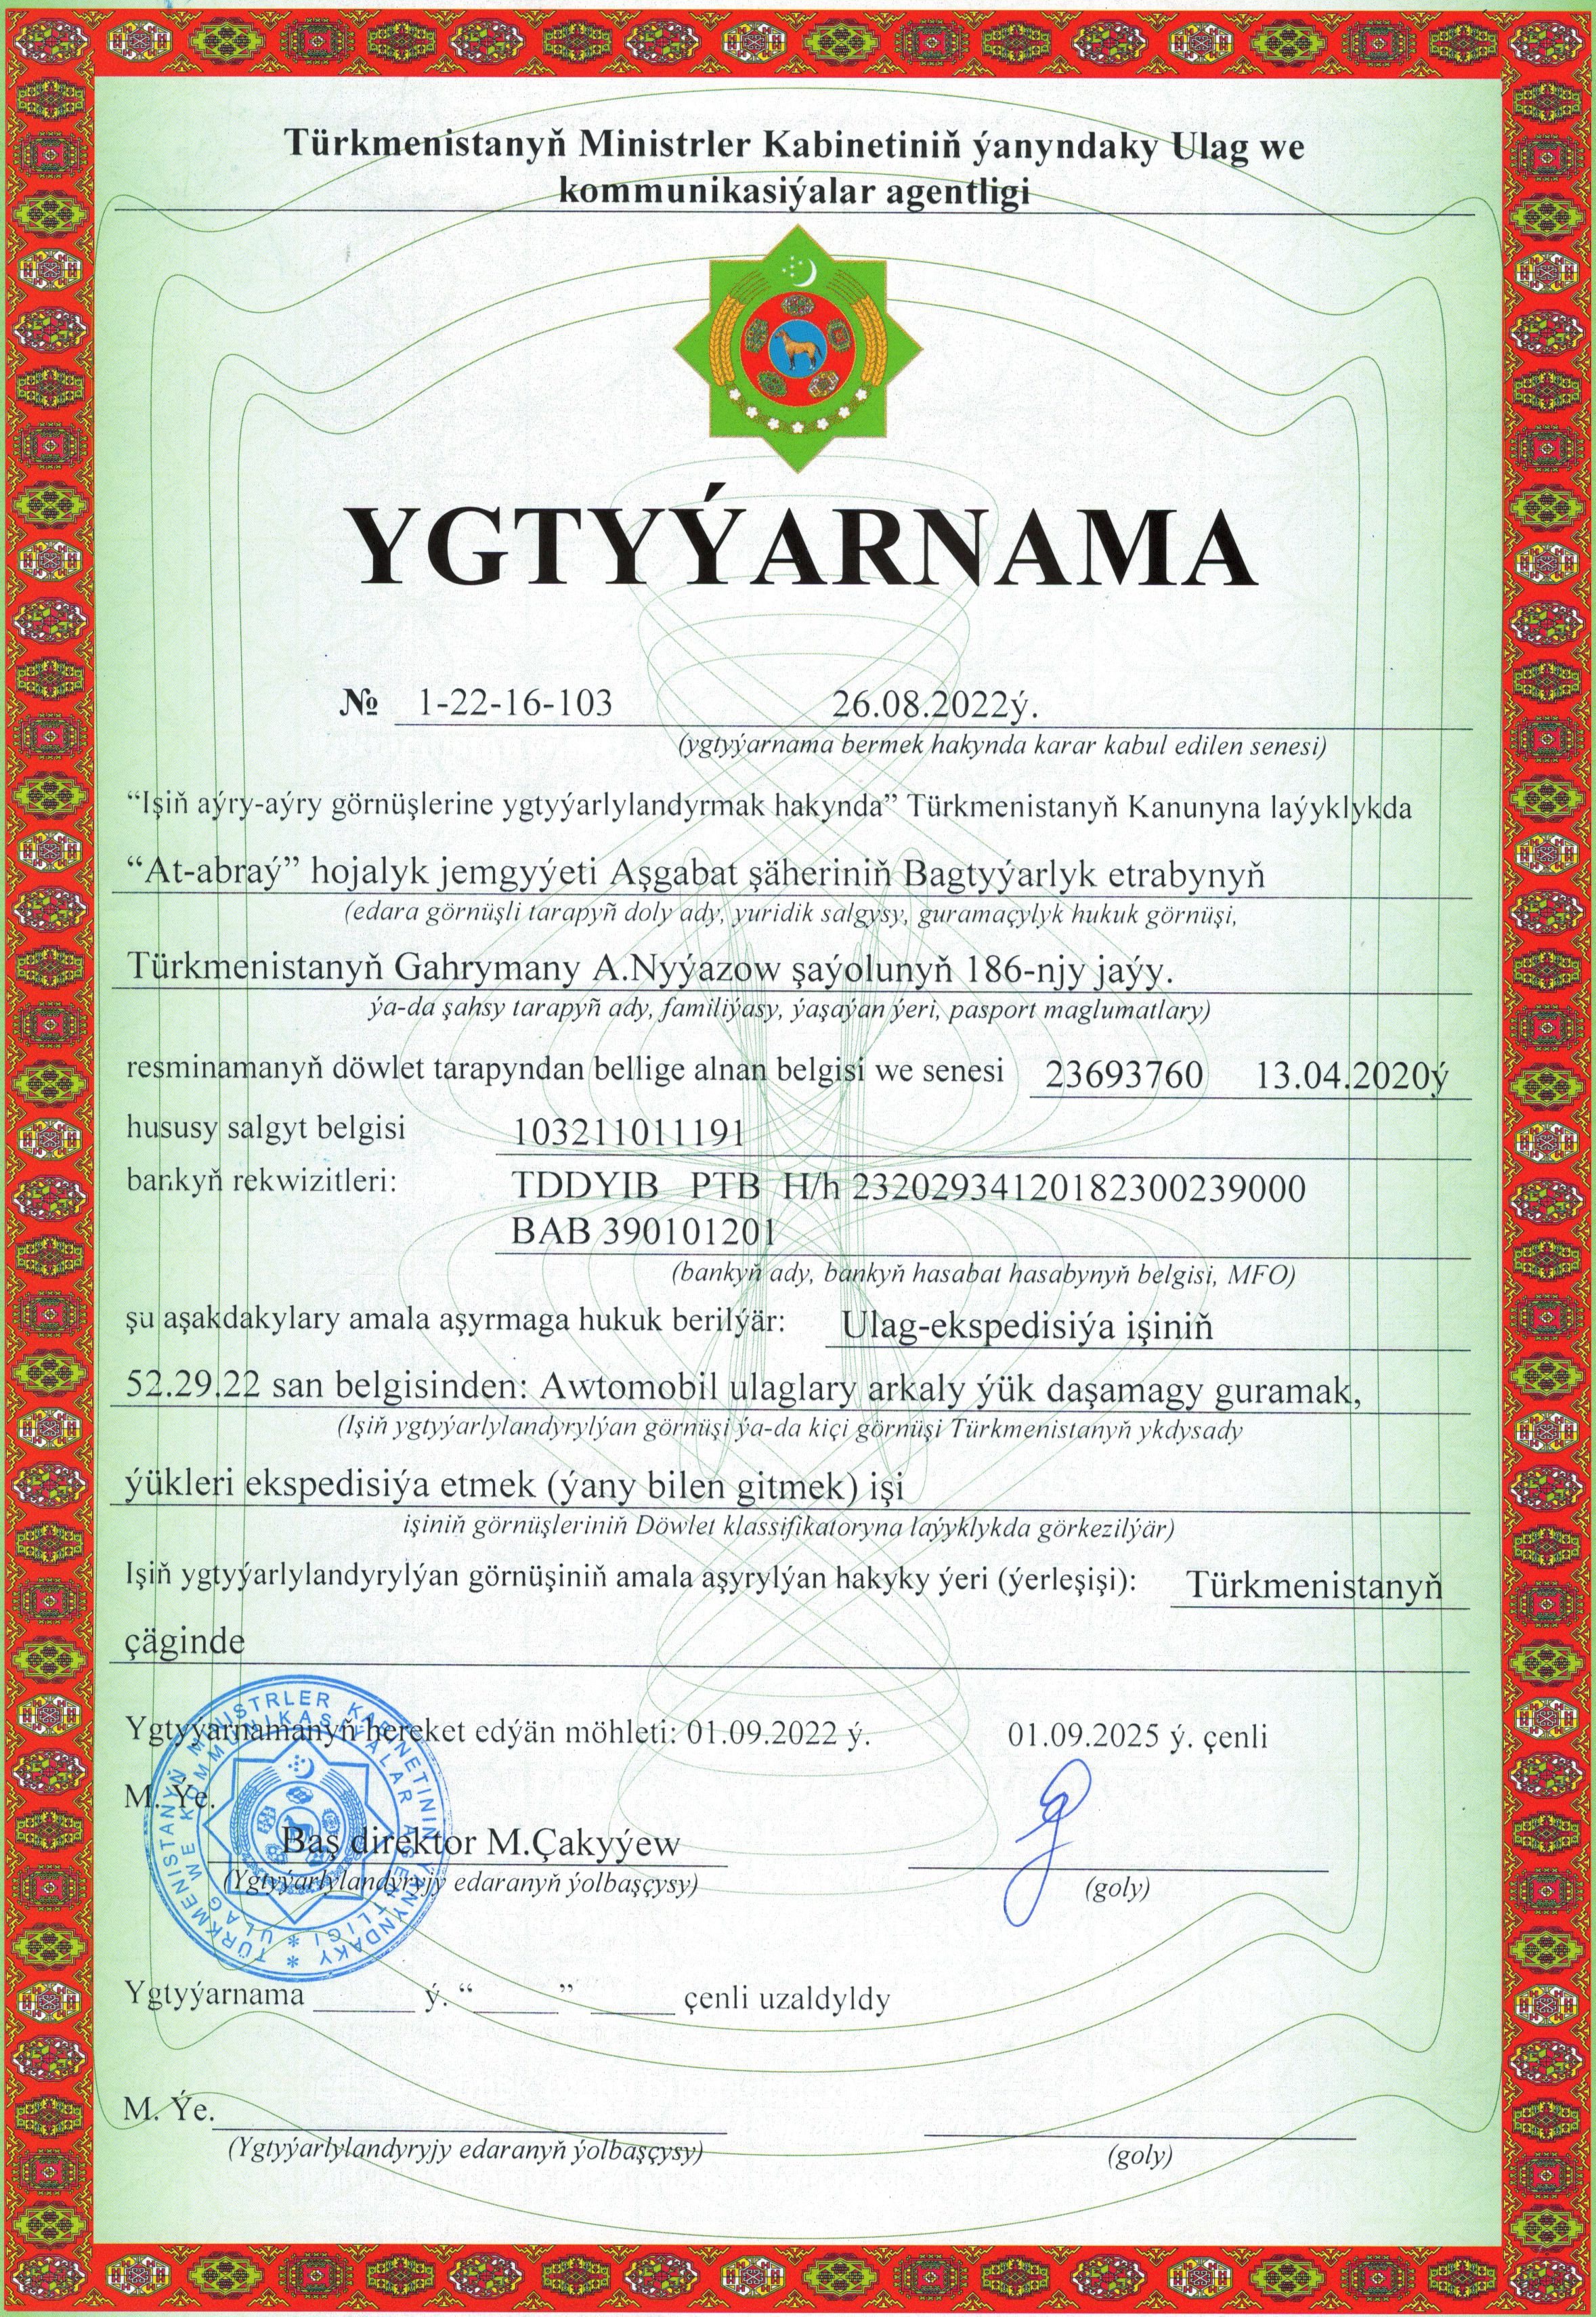 Türkmenistanyň Ministrler Kabinetiniň ýanyndaky Ulag we
kommunikasiýalar agentligi
YGTYÝARNAMA
№ 1-22-16-103 26.08.2022ý.
(ygtyýarnama bermek hakynda karar kabul edilen senesi)
“Işiň aýry-aýry görnüşlerine ygtyýarlylandyrmak hakynda” Türkmenistanyň Kanunyna laýyklykda
“At-abraý” hojalyk jemgyýeti Aşgabat şäheriniň Bagtyýarlyk etrabynyň
(edara görnüşli tarapyñ doly ady, ýuridik salgysy, guramaçylyk hukuk görnüşi,
Türkmenistanyň Gahrymany A.Nyýazow şaýolunyň 186-njy jaýy.
ýa-da şahsy tarapyñ ady, familiýasy, ýaşaýan ýeri, pasport maglumatlary)
resminamanyň döwlet tarapyndan bellige alnan belgisi we senesi 23693760 13.04.2020ý
hususy salgyt belgisi 103211011191
bankyň rekwizitleri: TDDYIB PTB H/h 23202934120182300239000
BAB 390101201
(bankyň ady, bankyň hasabat hasabynyň belgisi, MFO)
şu aşakdakylary amala aşyrmaga hukuk berilýär: Ulag-ekspedisiýa işiniň
52.29.22 san belgisinden: Awtomobil ulaglary arkaly ýük daşamagy guramak,
(Işiň ygtyýarlylandyrylýan görnüşi ýa-da kiçi görnüşi Türkmenistanyň ykdysady
ýükleri ekspedisiýa etmek (ýany bilen gitmek) işi
işiniň görnüşleriniň Döwlet klassifikatoryna laýyklykda görkezilýär)
Işiň ygtyýarlylandyrylýan görnüşiniň amala aşyrylýan hakyky ýeri (ýerleşişi): Türkmenistanyň
çäginde
Ygtyýarnamanyň hereket edýän möhleti: 01.09.2022 ý. 01.09.2025 ý. çenli
M. Ýe.
Baş direktor M.Çakyýew
(Ygtyýarlylandyryjy edaranyň ýolbaşçysy) (goly)
TÜRKMENISTANYŇ MINISTRLER KABINETINIŇ ÝANYNDAKY
ULAG WE KOMMUNIKASIÝALAR AGENTLIGI
Ygtyýarnama ______ ý. “_____” _____ çenli uzaldyldy
M. Ýe.
(Ygtyýarlylandyryjy edaranyň ýolbaşçysy) (goly)